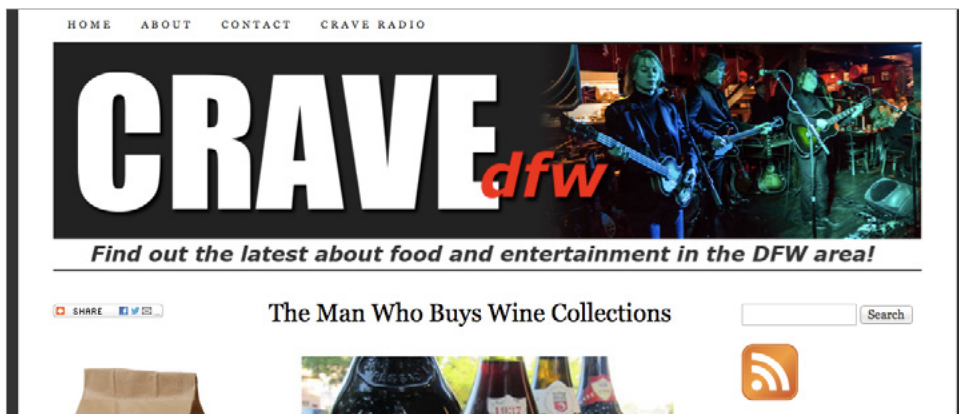 HOME ABOUT CONTACT CRAVE RADIO
CRAVE
dfw
Find out the latest about food and entertainment in the DFW area!
SHARE
The Man Who Buys Wine Collections
Search
1937